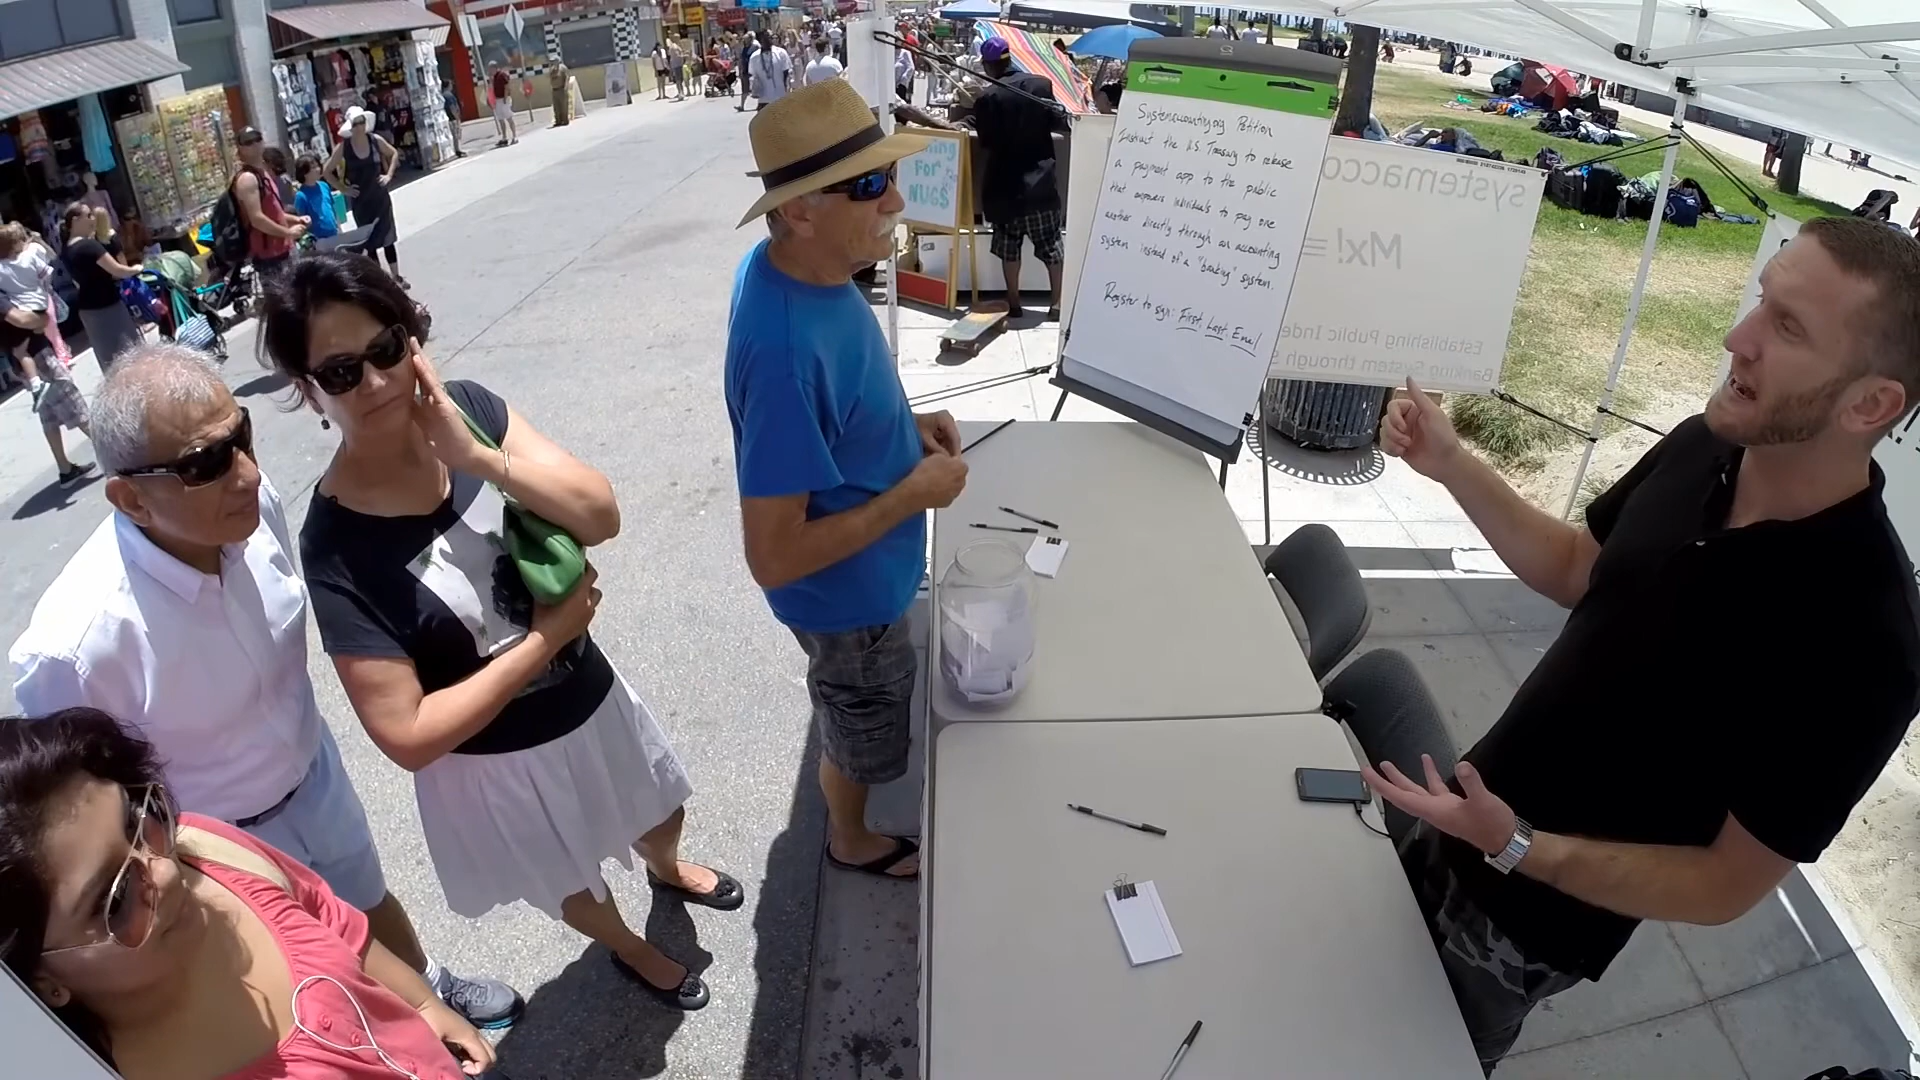 Systemaccounting.org Petition
Instruct the U.S. Treasury to release
a payment app to the public
that empowers individuals to pay one
another directly through an accounting
system instead of a "banking" system.
Register to sign: First, Last, Email
FOR
NUGS
systemacco
Mx!
Establishing Public Inde
Banking System through